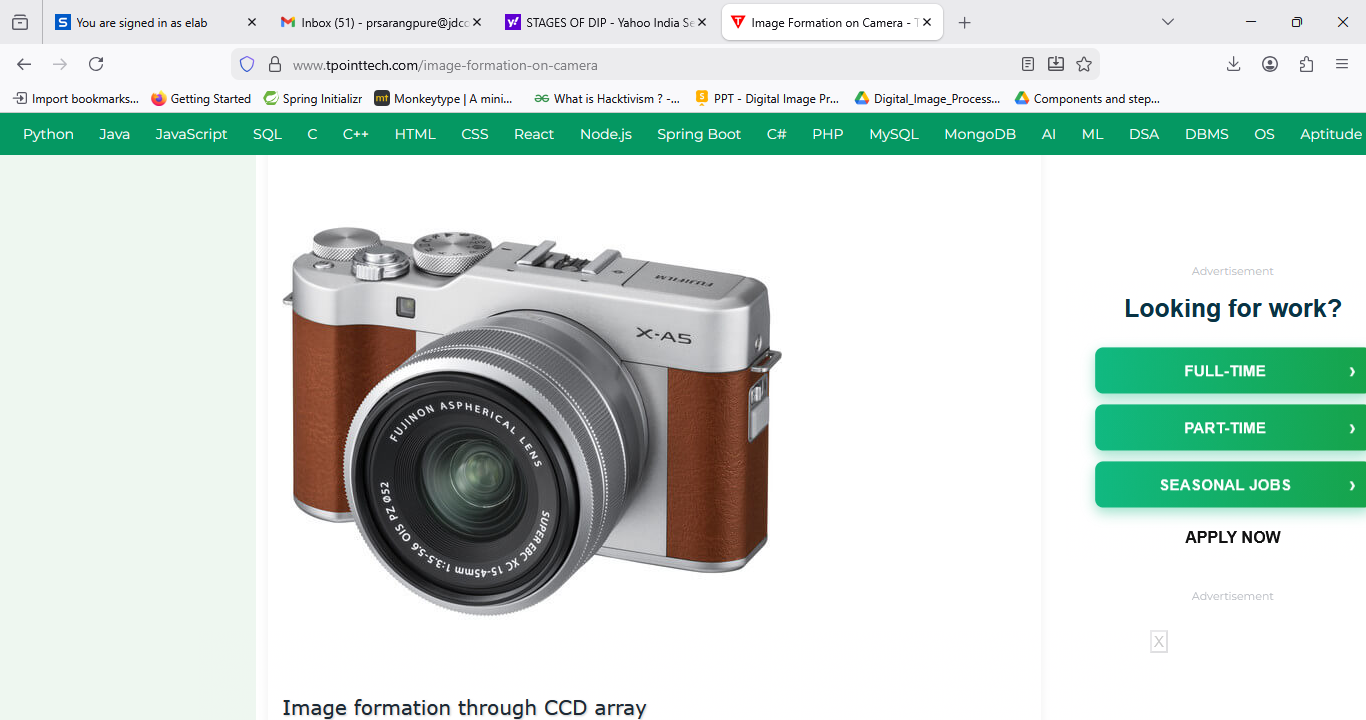 You are signed in as elab
Inbox (51) - prsarangpure@jdcc
STAGES OF DIP - Yahoo India Se
Image Formation on Camera - T
www.tpointtech.com/image-formation-on-camera
Import bookmarks...
Getting Started
Spring Initializr
mt
Monkeytype | A mini...
What is Hacktivism ? -...
PPT - Digital Image Pr...
Digital_Image_Process...
Components and step...
Python Java JavaScript SQL C C++ HTML CSS React Node.js Spring Boot C# PHP MySQL MongoDB AI ML DSA DBMS OS Aptitude
FUJIFILM
X-A5
FUJINON ASPHERICAL LENS
SUPER EBC XC 15-45mm 1:3.5-5.6 OIS PZ ø52
Advertisement
Looking for work?
FULL-TIME ›
PART-TIME ›
SEASONAL JOBS ›
APPLY NOW
Advertisement
X
Image formation through CCD array